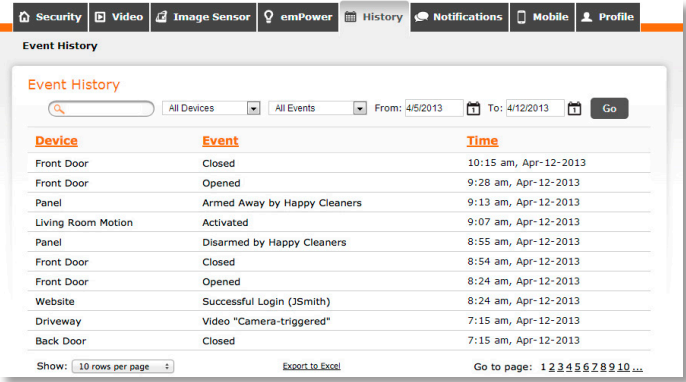 Security Video Image Sensor emPower History Notifications Mobile Profile
Event History
Event History
All Devices All Events From: 4/5/2013 1 To: 4/12/2013 1 Go
Device Event Time
Front Door Closed 10:15 am, Apr-12-2013
Front Door Opened 9:28 am, Apr-12-2013
Panel Armed Away by Happy Cleaners 9:13 am, Apr-12-2013
Living Room Motion Activated 9:07 am, Apr-12-2013
Panel Disarmed by Happy Cleaners 8:55 am, Apr-12-2013
Front Door Closed 8:54 am, Apr-12-2013
Front Door Opened 8:24 am, Apr-12-2013
Website Successful Login (JSmith) 8:24 am, Apr-12-2013
Driveway Video "Camera-triggered" 7:15 am, Apr-12-2013
Back Door Closed 7:15 am, Apr-12-2013
Show: 10 rows per page Export to Excel Go to page: 1 2 3 4 5 6 7 8 9 10 ...